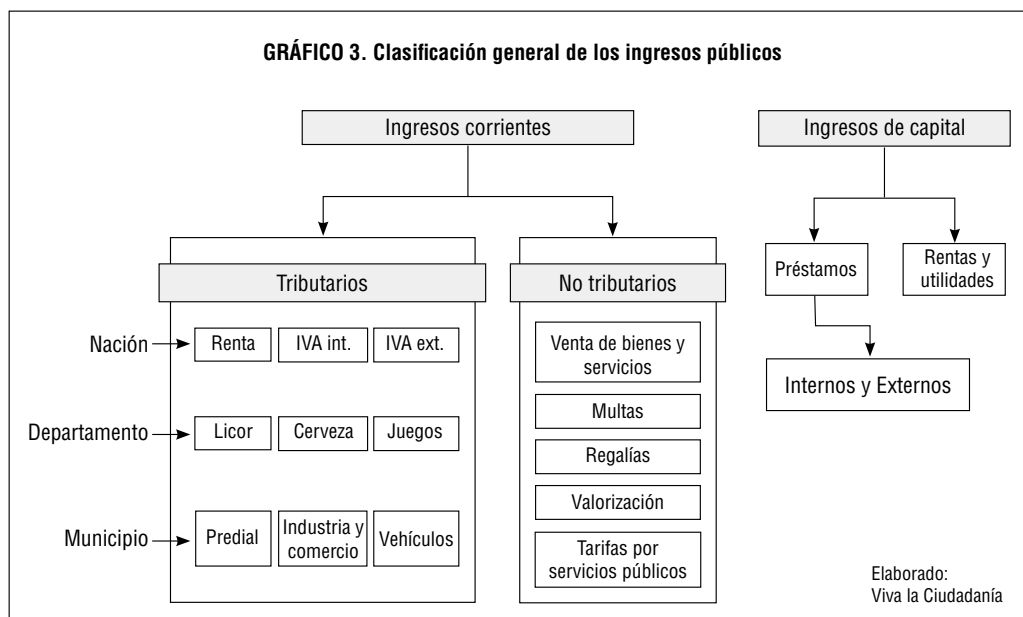 GRÁFICO 3. Clasificación general de los ingresos públicos
Ingresos corrientes
Ingresos de capital
Tributarios
No tributarios
Préstamos
Rentas y
utilidades
Internos y Externos
Nación
Renta
IVA int.
IVA ext.
Departamento
Licor
Cerveza
Juegos
Municipio
Predial
Industria y
comercio
Vehículos
Venta de bienes y
servicios
Multas
Regalías
Valorización
Tarifas por
servicios públicos
Elaborado:
Viva la Ciudadanía